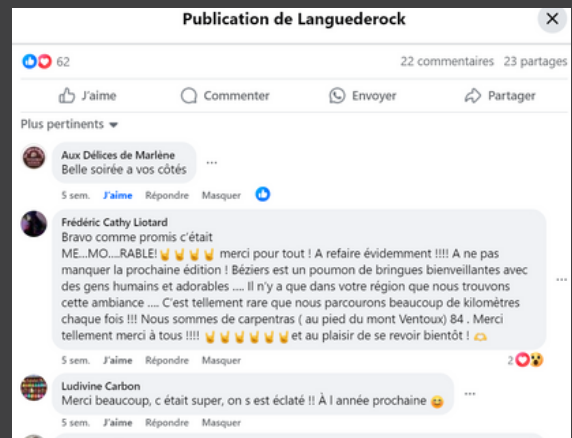 Publication de Languederock
62
22 commentaires 23 partages
J'aime Commenter Envoyer Partager
Plus pertinents
Aux Délices de Marlène
Belle soirée a vos côtés
5 sem. J'aime Répondre Masquer
Frédéric Cathy Liotard
Bravo comme promis c'était
ME...MO....RABLE!🤘🤘🤘🤘 merci pour tout ! A refaire évidemment !!!! A ne pas
manquer la prochaine édition ! Béziers est un poumon de bringues bienveillantes avec
des gens humains et adorables .... Il n'y a que dans votre région que nous trouvons
cette ambiance .... C'est tellement rare que nous parcourons beaucoup de kilomètres
chaque fois !!! Nous sommes de carpentras ( au pied du mont Ventoux) 84 . Merci
tellement merci à tous !!!! 🤘🤘🤘🤘🤘🤘et au plaisir de se revoir bientôt ! 🫶
5 sem. J'aime Répondre Masquer
2
Ludivine Carbon
Merci beaucoup, c était super, on s est éclaté !! À l année prochaine 😄
5 sem. J'aime Répondre Masquer